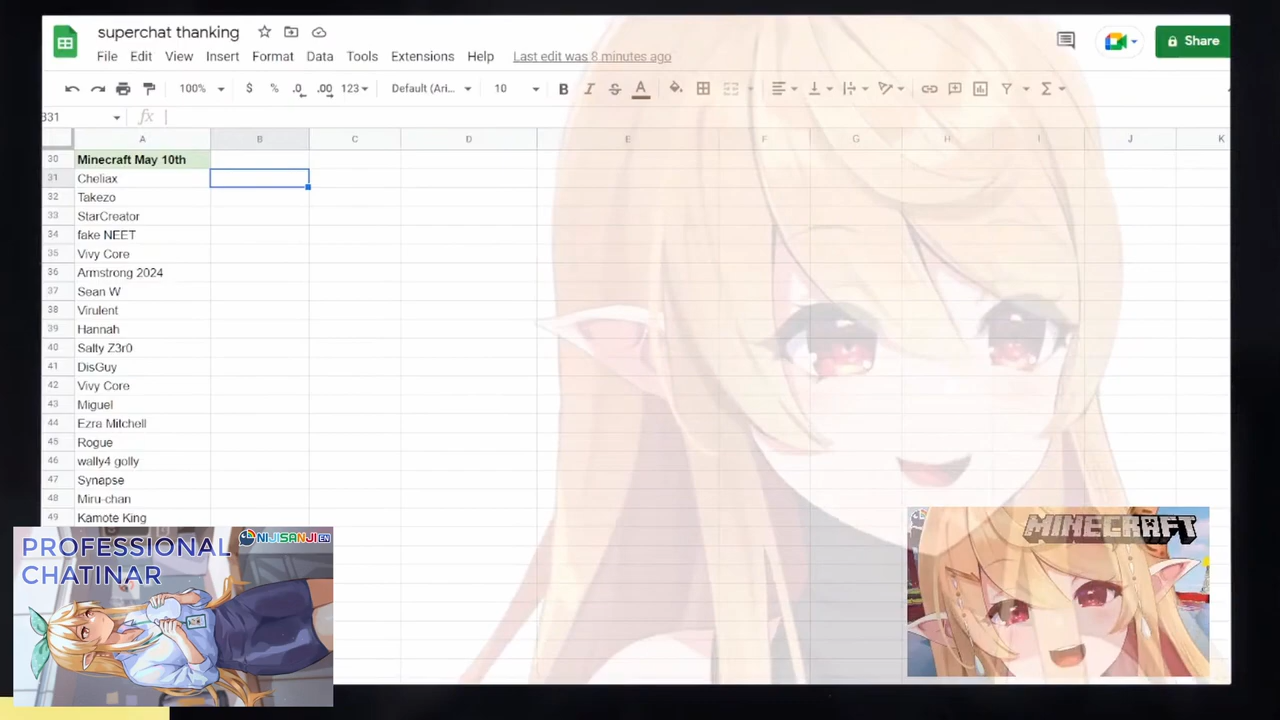 superchat thanking
File Edit View Insert Format Data Tools Extensions Help Last edit was 8 minutes ago
Share
100% $ % .0 .00 123 Default (Ari... 10 B I S A Σ
331 fx
A B C D E F G H I J K
30 Minecraft May 10th
31 Cheliax
32 Takezo
33 StarCreator
34 fake NEET
35 Vivy Core
36 Armstrong 2024
37 Sean W
38 Virulent
39 Hannah
40 Salty Z3r0
41 DisGuy
42 Vivy Core
43 Miguel
44 Ezra Mitchell
45 Rogue
46 wally4 golly
47 Synapse
48 Miru-chan
49 Kamote King
PROFESSIONAL
CHATINAR
NIJISANJI EN
MINECRAFT